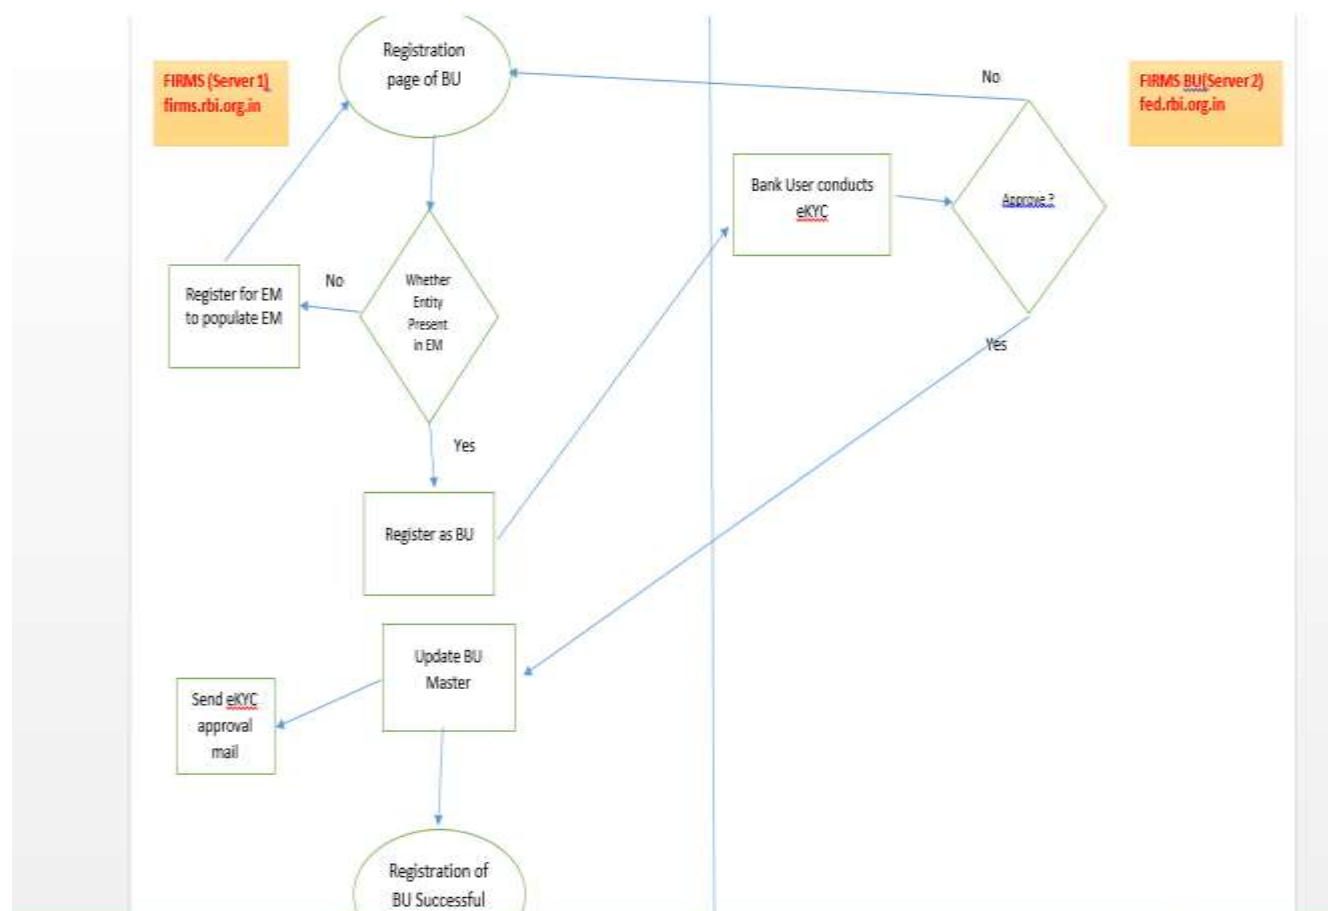 Registration
page of BU
FIRMS (Server 1)
firms.rbi.org.in
No
FIRMS BU(Server 2)
fed.rbi.org.in
Bank User conducts
eKYC
Approve ?
Whether
Entity
Present
in EM
No
Register for EM
to populate EM
Yes
Yes
Register as BU
Update BU
Master
Send eKYC
approval
mail
Registration of
BU Successful